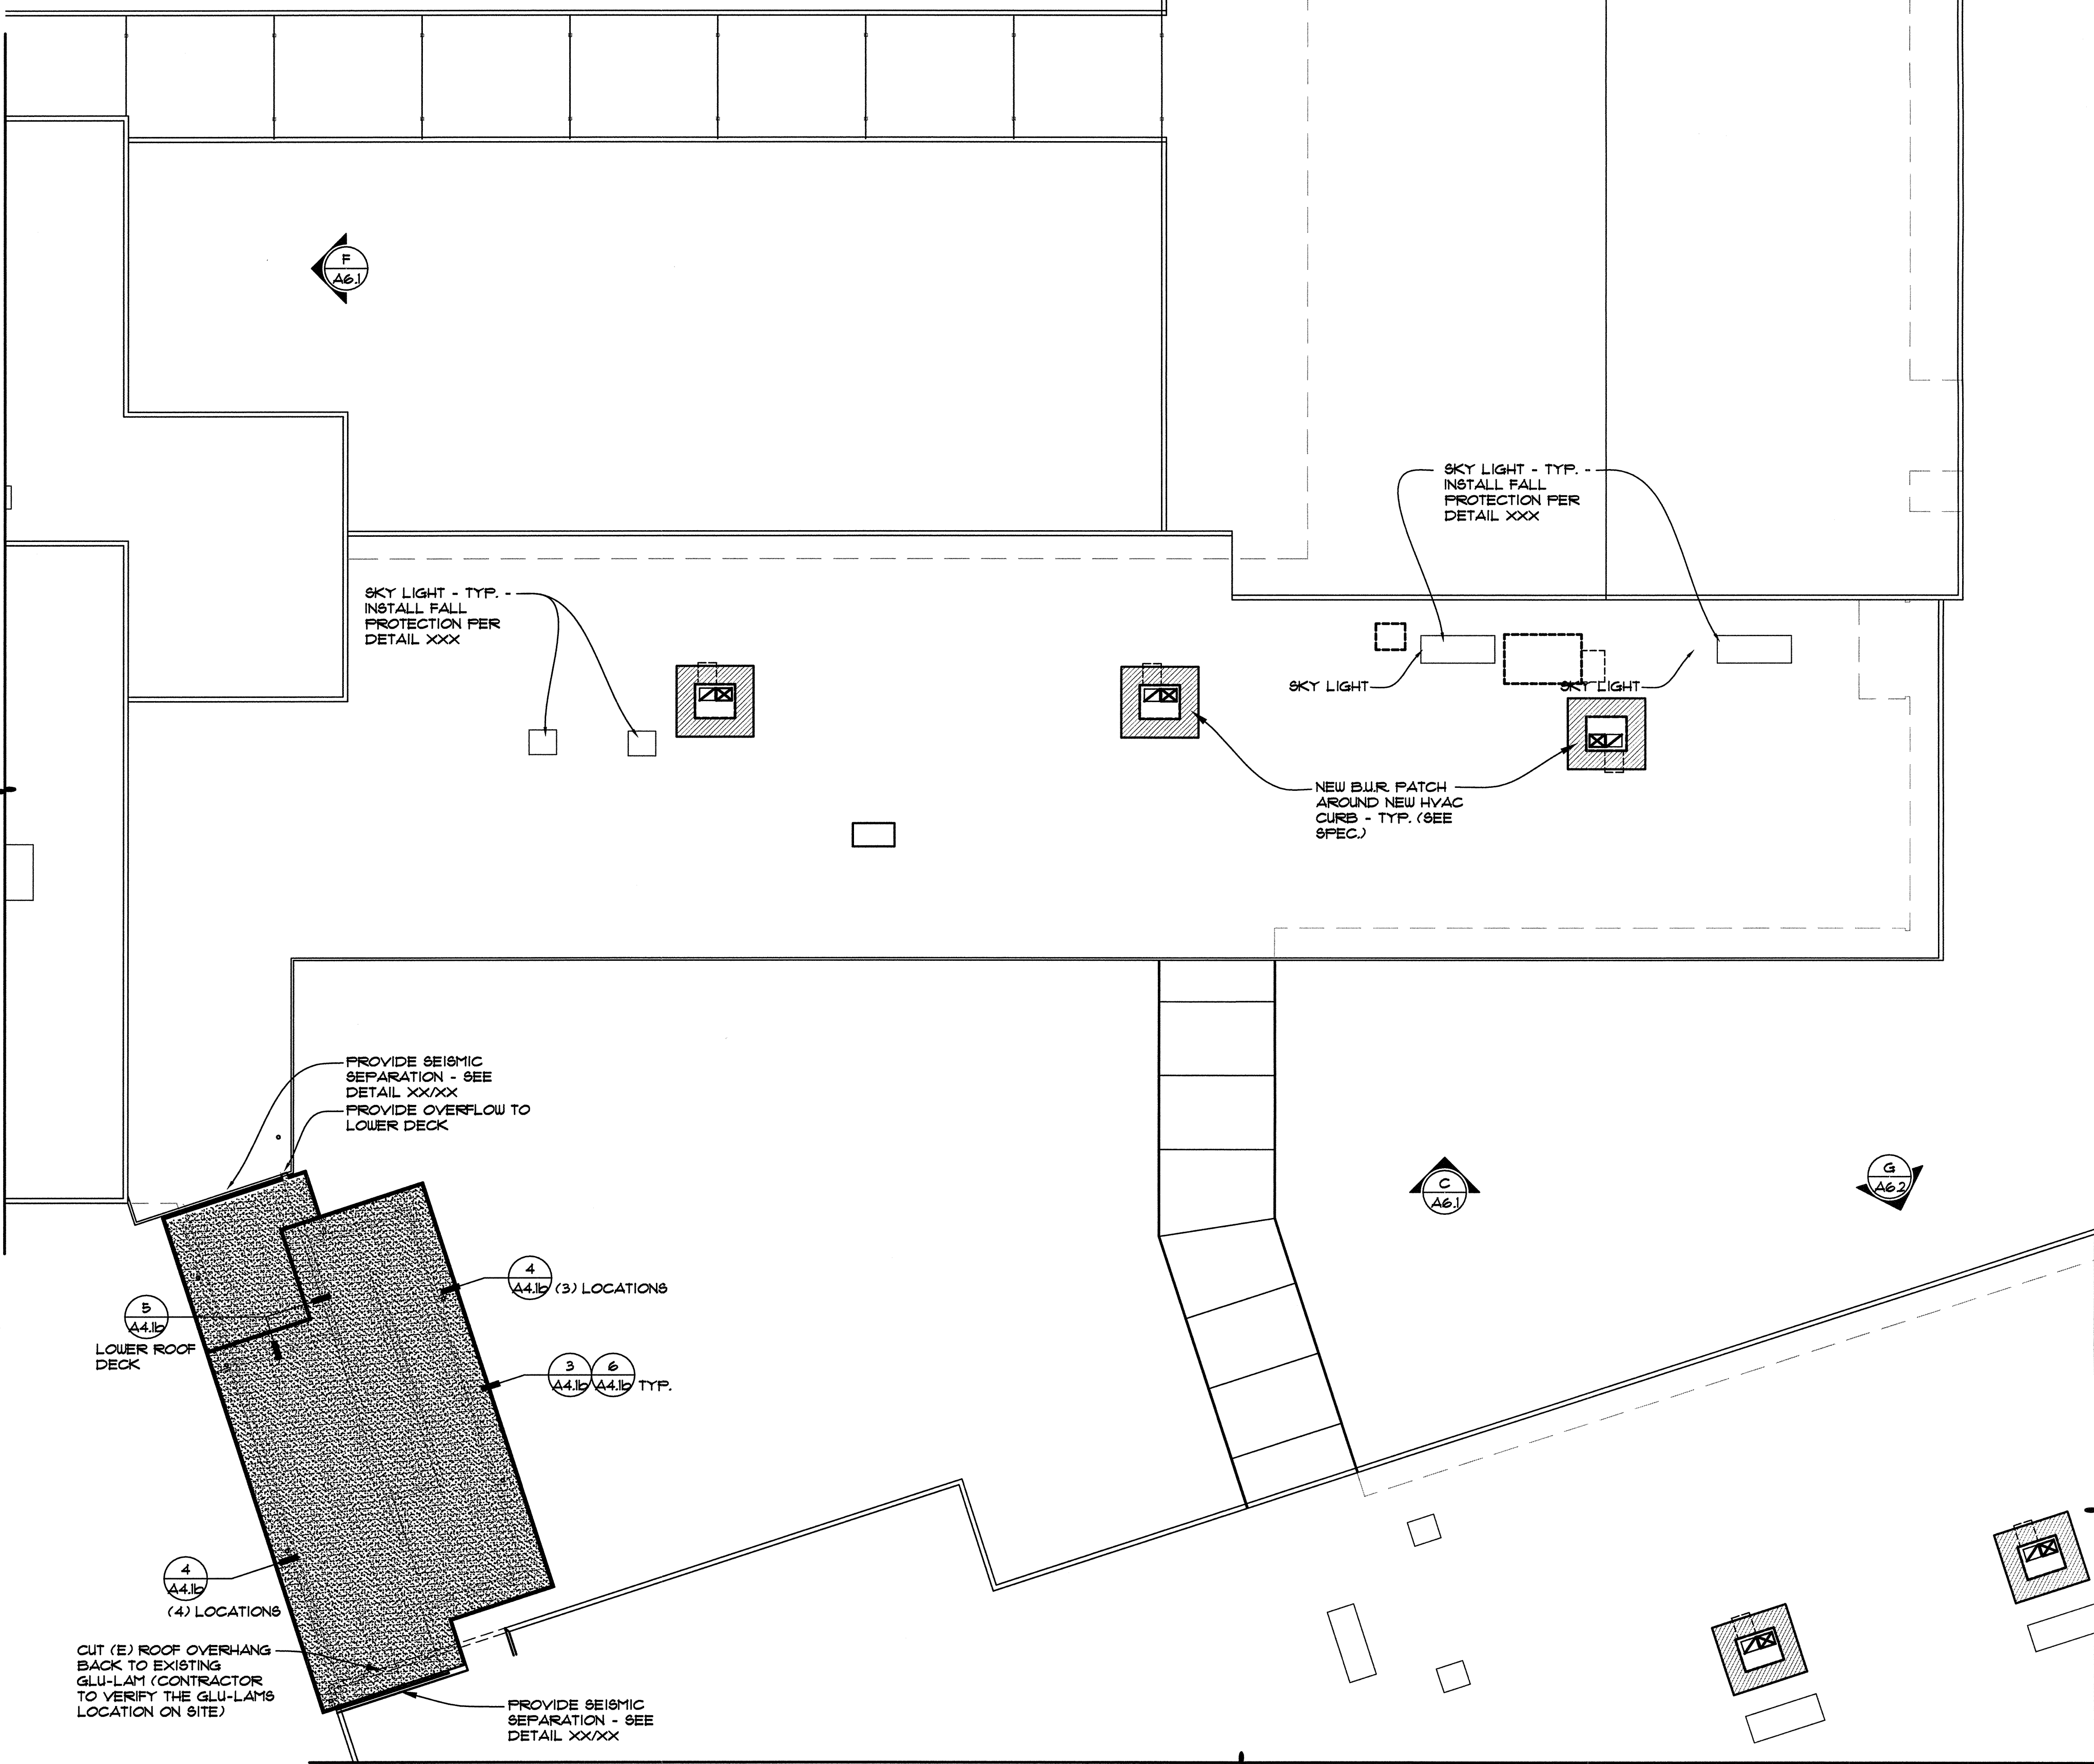 F
A6.1
SKY LIGHT - TYP. -
INSTALL FALL
PROTECTION PER
DETAIL XXX
SKY LIGHT - TYP. -
INSTALL FALL
PROTECTION PER
DETAIL XXX
SKY LIGHT
SKY LIGHT
NEW B.U.R. PATCH
AROUND NEW HVAC
CURB - TYP. (SEE
SPEC.)
PROVIDE SEISMIC
SEPARATION - SEE
DETAIL XX/XX
PROVIDE OVERFLOW TO
LOWER DECK
C
A6.1
G
A6.2
4
A4.1b (3) LOCATIONS
5
A4.1b
LOWER ROOF
DECK
3 6
A4.1b A4.1b TYP.
4
A4.1b
(4) LOCATIONS
CUT (E) ROOF OVERHANG
BACK TO EXISTING
GLU-LAM (CONTRACTOR
TO VERIFY THE GLU-LAMS
LOCATION ON SITE)
PROVIDE SEISMIC
SEPARATION - SEE
DETAIL XX/XX